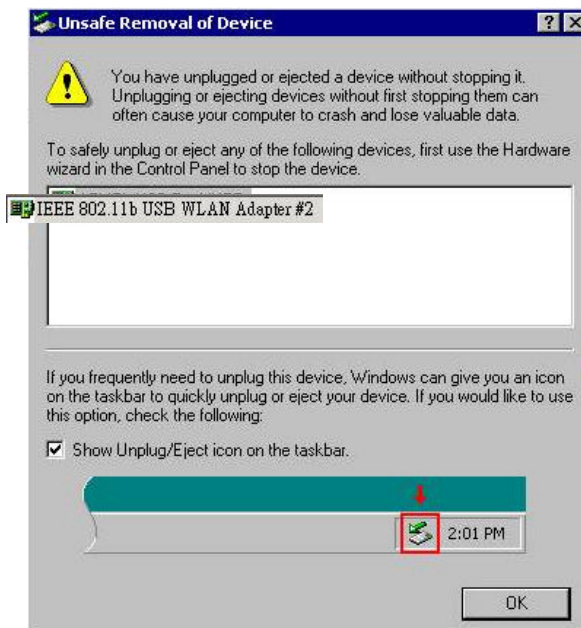 Unsafe Removal of Device
You have unplugged or ejected a device without stopping it.
Unplugging or ejecting devices without first stopping them can
often cause your computer to crash and lose valuable data.
To safely unplug or eject any of the following devices, first use the Hardware
wizard in the Control Panel to stop the device.
IEEE 802.11b USB WLAN Adapter #2
If you frequently need to unplug this device, Windows can give you an icon
on the taskbar to quickly unplug or eject your device. If you would like to use
this option, check the following:
Show Unplug/Eject icon on the taskbar.
2:01 PM
OK